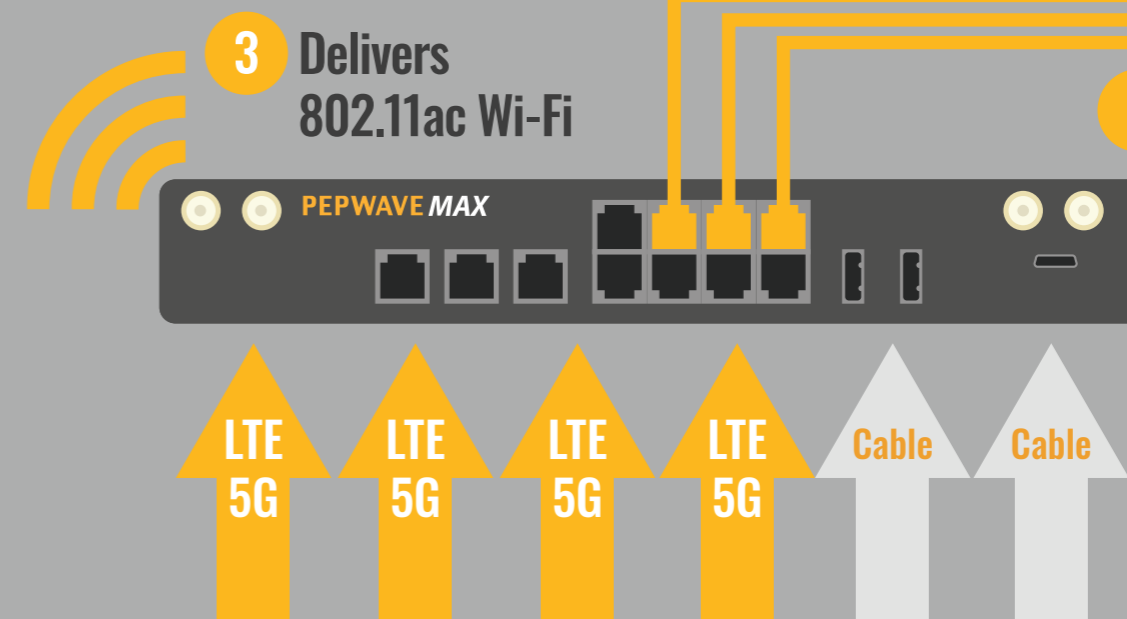 3
Delivers
802.11ac Wi-Fi
PEPWAVE MAX
LTE
5G
LTE
5G
LTE
5G
LTE
5G
Cable
Cable